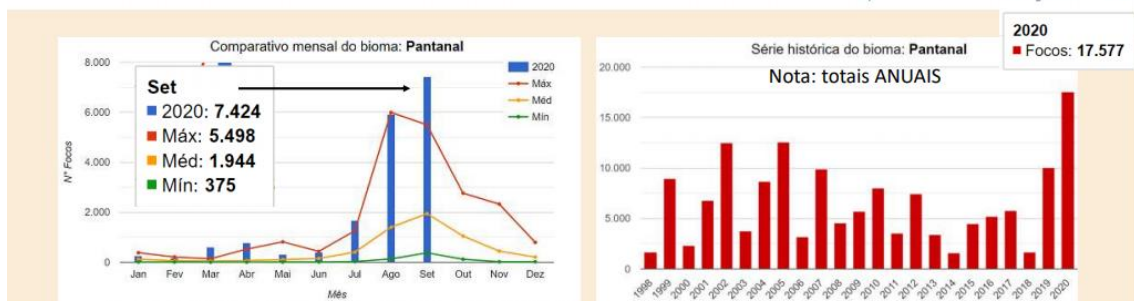 Comparativo mensal do bioma: Pantanal
8.000
6.000
4.000
2.000
0
N° Focos
Set
2020: 7.424
Máx: 5.498
Méd: 1.944
Mín: 375
2020
Máx
Méd
Mín
Jan Fev Mar Abr Mai Jun Jul Ago Set Out Nov Dez
Mês
Série histórica do bioma: Pantanal
Nota: totais ANUAIS
2020
Focos: 17.577
20.000
15.000
10.000
5.000
0
1998 1999 2000 2001 2002 2003 2004 2005 2006 2007 2008 2009 2010 2011 2012 2013 2014 2015 2016 2017 2018 2019 2020